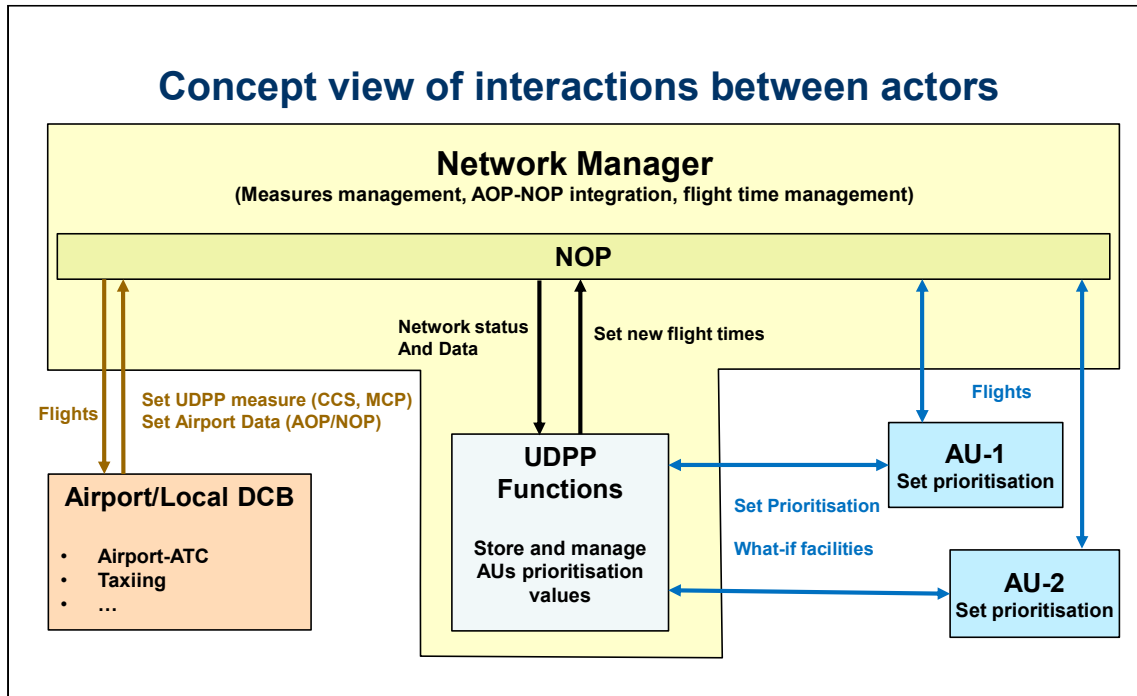 Concept view of interactions between actors
Network Manager
(Measures management, AOP-NOP integration, flight time management)
NOP
Network status
And Data
Set new flight times
Flights
Set UDPP measure (CCS, MCP)
Set Airport Data (AOP/NOP)
Flights
Airport/Local DCB
• Airport-ATC
• Taxiing
• …
UDPP
Functions
Store and manage
AUs prioritisation
values
Set Prioritisation
What-if facilities
AU-1
Set prioritisation
AU-2
Set prioritisation